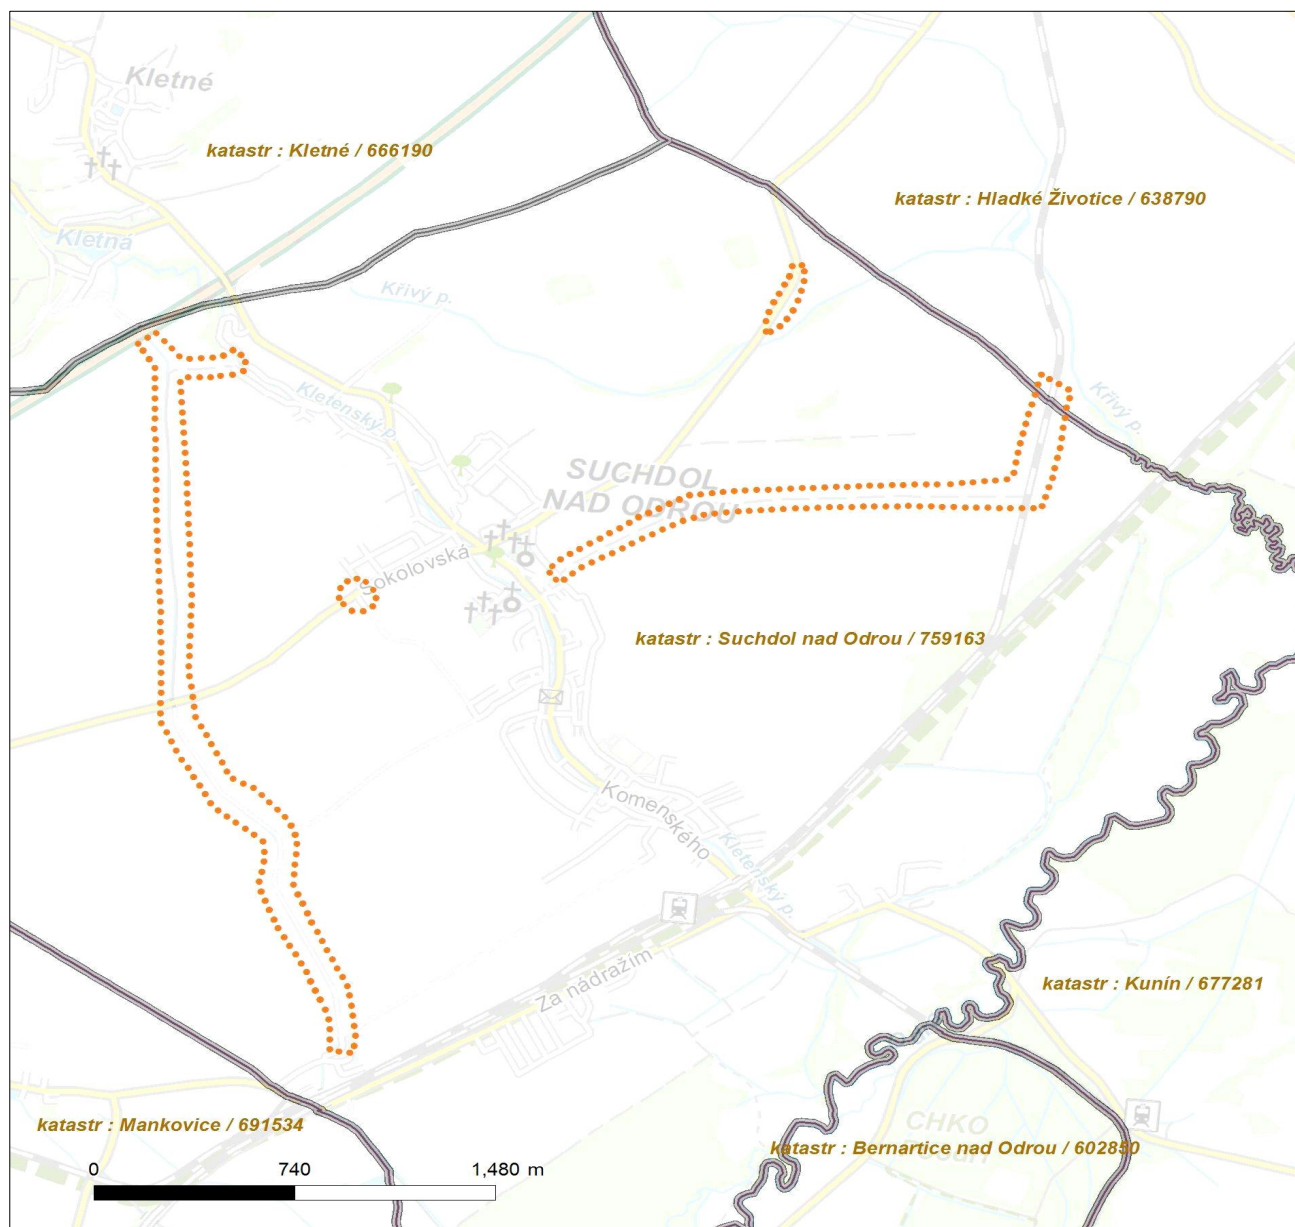 Kletné
katastr : Kletné / 666190
katastr : Hladké Životice / 638790
Kletná
Křivý p.
Křivý p.
Kletenský p.
SUCHDOL
NAD ODROU
Sokolovská
katastr : Suchdol nad Odrou / 759163
Komenského
Kletenský p.
Za nádražím
katastr : Kunín / 677281
CHKO
katastr : Mankovice / 691534
katastr : Bernartice nad Odrou / 602850
0 740 1,480 m